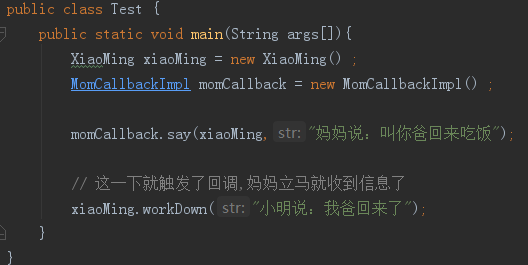 public class Test {
public static void main(String args[]){
XiaoMing xiaoMing = new XiaoMing() ;
MomCallbackImpl momCallback = new MomCallbackImpl() ;
momCallback.say(xiaoMing, str: "妈妈说：叫你爸回来吃饭");
// 这一下就触发了回调,妈妈立马就收到信息了
xiaoMing.workDown( str: "小明说：我爸回来了");
}
}